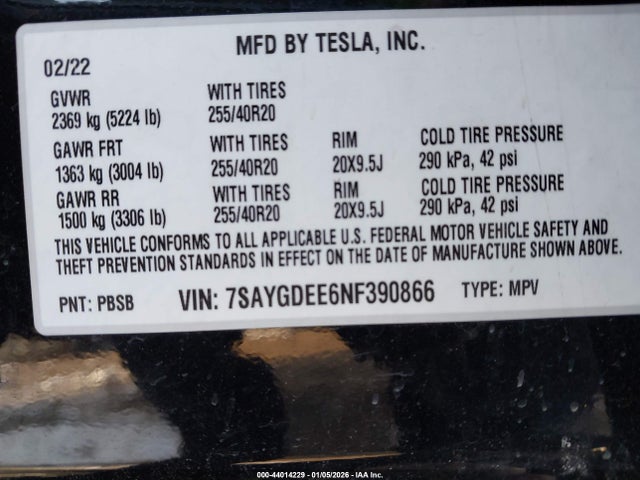 MFD BY TESLA, INC.
02/22
GVWR WITH TIRES
2369 kg (5224 lb) 255/40R20
GAWR FRT WITH TIRES RIM COLD TIRE PRESSURE
1363 kg (3004 lb) 255/40R20 20X9.5J 290 kPa, 42 psi
GAWR RR WITH TIRES RIM COLD TIRE PRESSURE
1500 kg (3306 lb) 255/40R20 20X9.5J 290 kPa, 42 psi
THIS VEHICLE CONFORMS TO ALL APPLICABLE U.S. FEDERAL MOTOR VEHICLE SAFETY AND
THEFT PREVENTION STANDARDS IN EFFECT ON THE DATE OF MANUFACTURE SHOWN ABOVE.
PNT: PBSB VIN: 7SAYGDEE6NF390866 TYPE: MPV
000-44014229 - 01/05/2026 - IAA Inc.